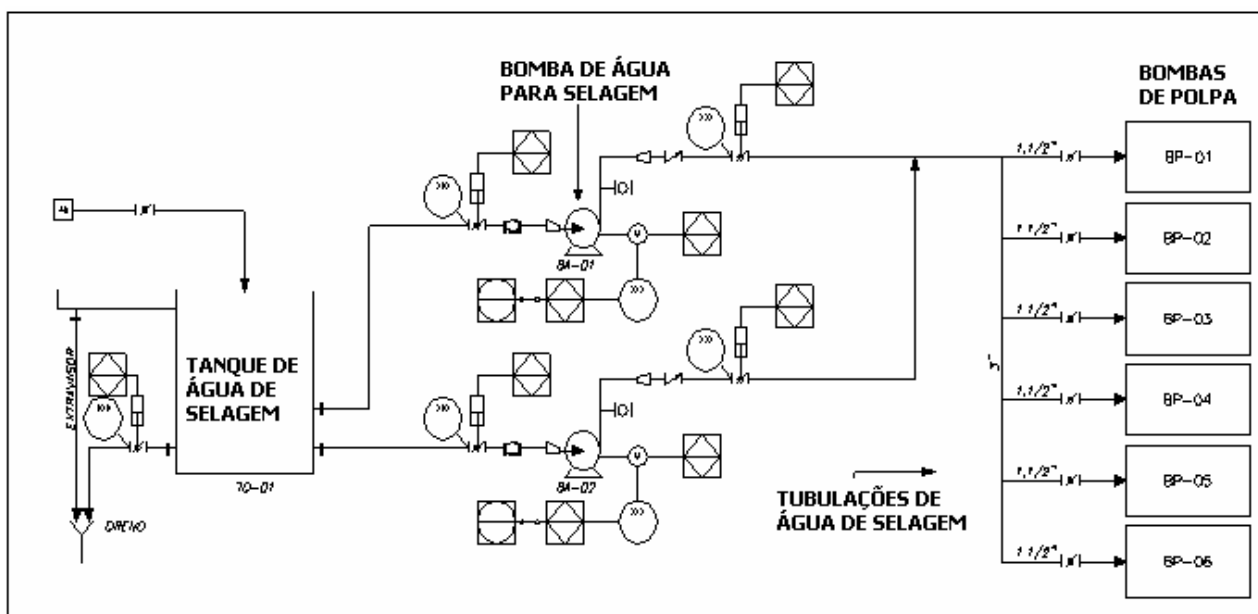 BOMBA DE ÁGUA
PARA SELAGEM
BOMBAS
DE POLPA
1.1/2"
BP-01
BA-01
1 1/2"
BP-02
1 1/2"
BP-03
EXTRAVASOR
TANQUE DE
ÁGUA DE
SELAGEM
3"
1 1/2"
BP-04
TQ-01
BA-02
1.1/2"
BP-05
DRENO
TUBULAÇÕES DE
ÁGUA DE SELAGEM
1 1/2"
BP-06